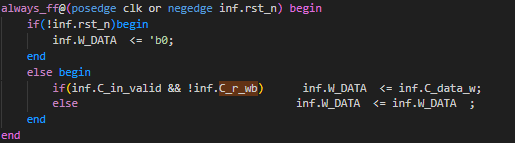 always_ff@(posedge clk or negedge inf.rst_n) begin
    if(!inf.rst_n)begin
        inf.W_DATA  <= 'b0;
    end
    else begin
        if(inf.C_in_valid && !inf.C_r_wb)     inf.W_DATA  <= inf.C_data_w;
        else                                 inf.W_DATA  <= inf.W_DATA  ;
    end
end